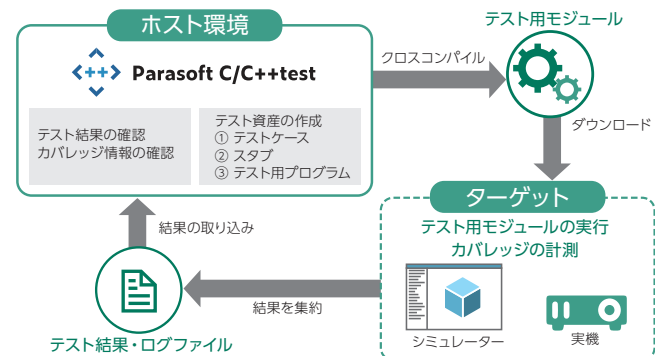 ホスト環境
<++> Parasoft C/C++test
テスト結果の確認
カバレッジ情報の確認
テスト資産の作成
① テストケース
② スタブ
③ テスト用プログラム
クロスコンパイル
テスト用モジュール
ダウンロード
ターゲット
テスト用モジュールの実行
カバレッジの計測
シミュレーター
実機
結果を集約
テスト結果・ログファイル
結果の取り込み